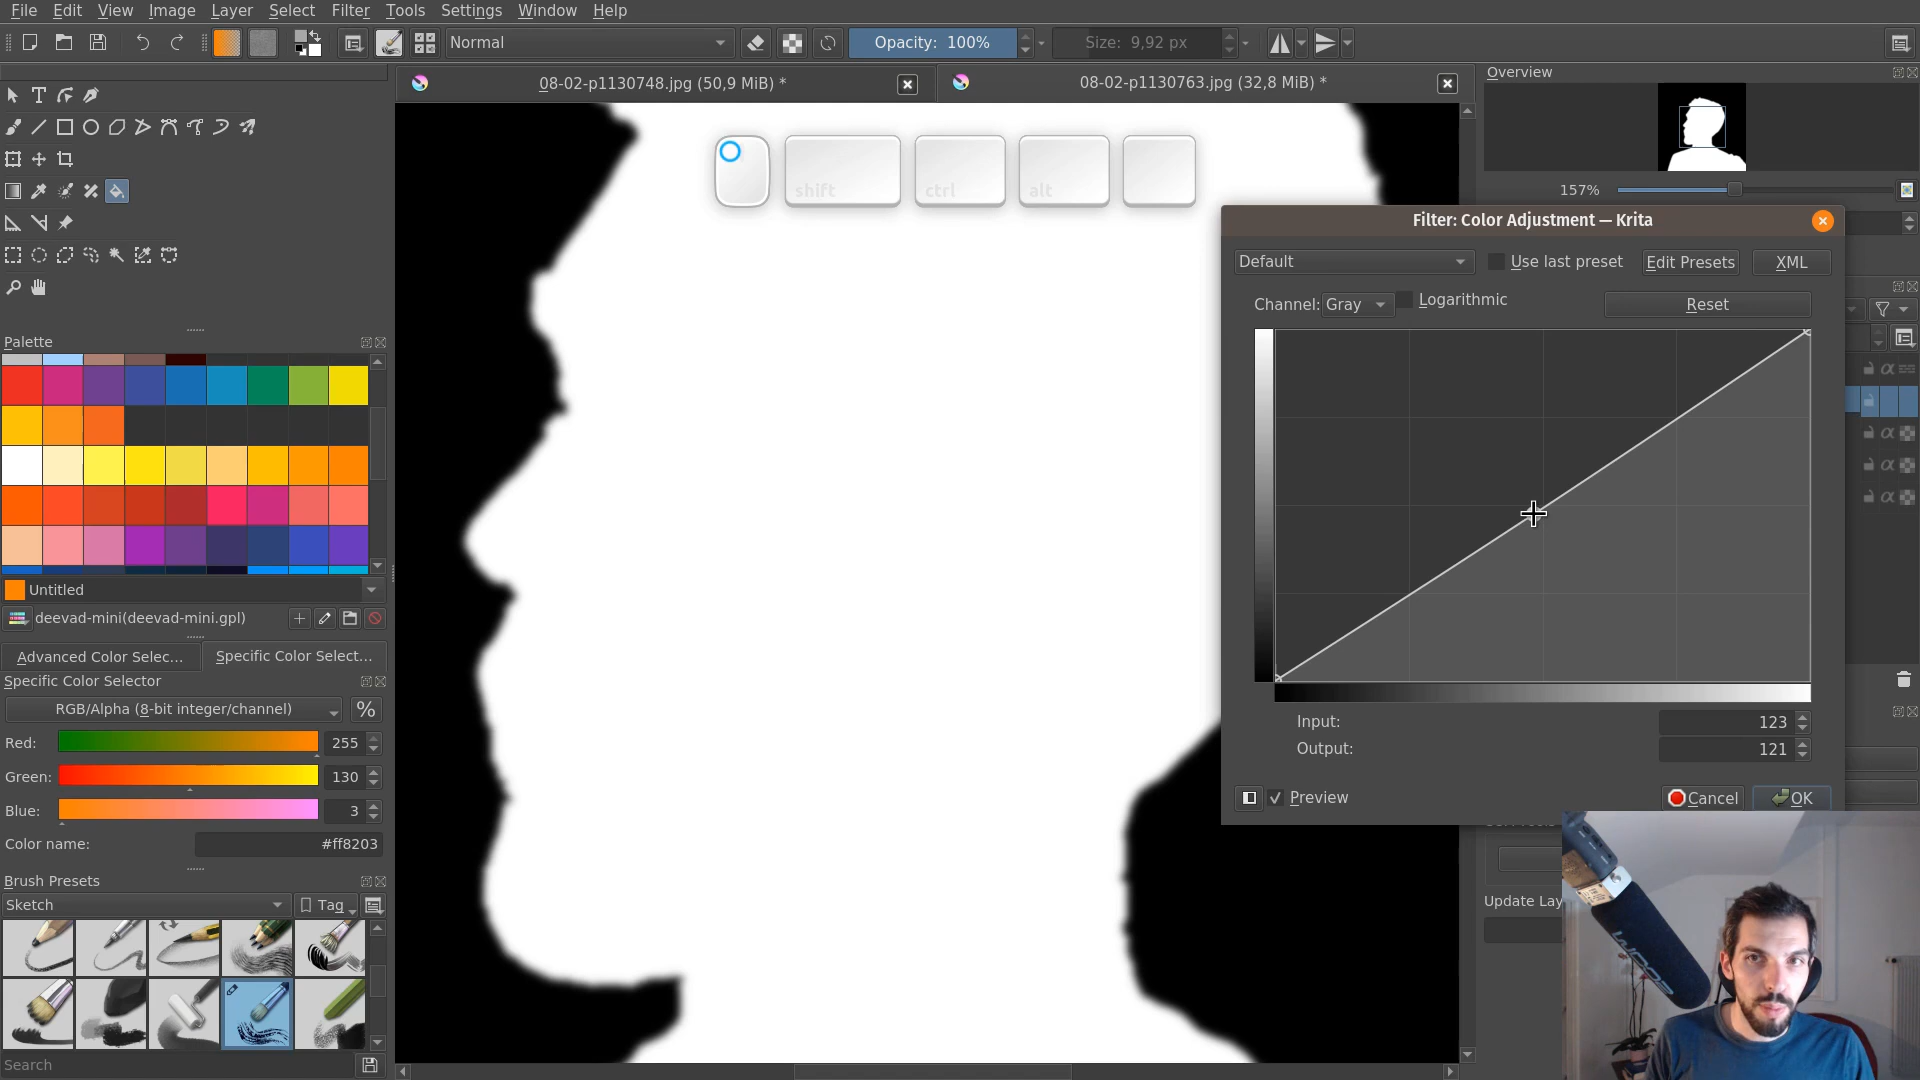 File Edit View Image Layer Select Filter Tools Settings Window Help
Normal
Opacity: 100%
Size: 9,92 px
08-02-p1130748.jpg (50,9 MiB) *
08-02-p1130763.jpg (32,8 MiB) *
Overview
shift
ctrl
alt
157%
Filter: Color Adjustment — Krita
Default
Use last preset
Edit Presets
XML
Channel: Gray
Logarithmic
Reset
Input: 123
Output: 121
Preview
Cancel
OK
Palette
Untitled
deevad-mini(deevad-mini.gpl)
Advanced Color Selec...
Specific Color Select...
Specific Color Selector
RGB/Alpha (8-bit integer/channel)
%
Red: 255
Green: 130
Blue: 3
Color name: #ff8203
Brush Presets
Sketch
Tag
Search
Update Lay